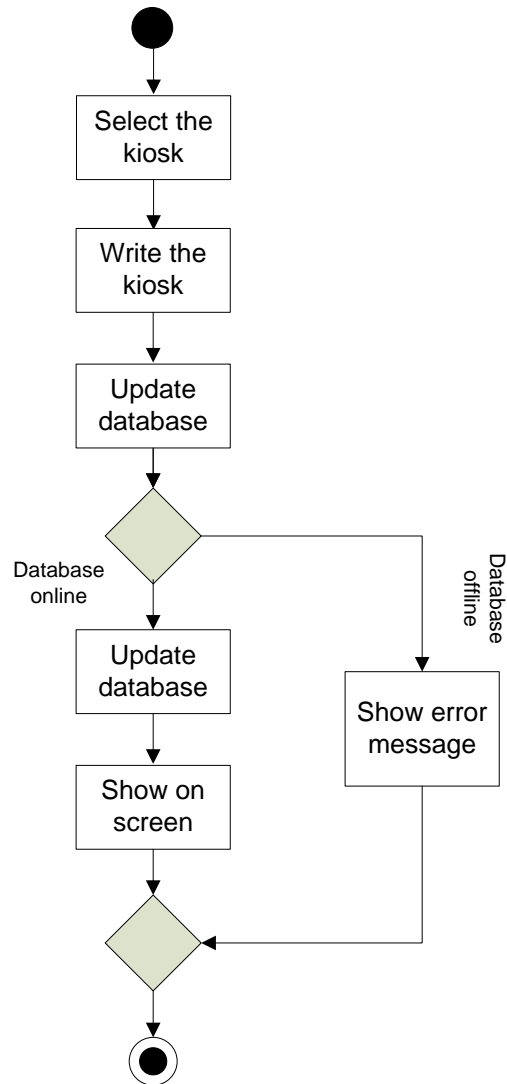 Select the
kiosk
Write the
kiosk
Update
database
Database
online
Database
offline
Update
database
Show error
message
Show on
screen